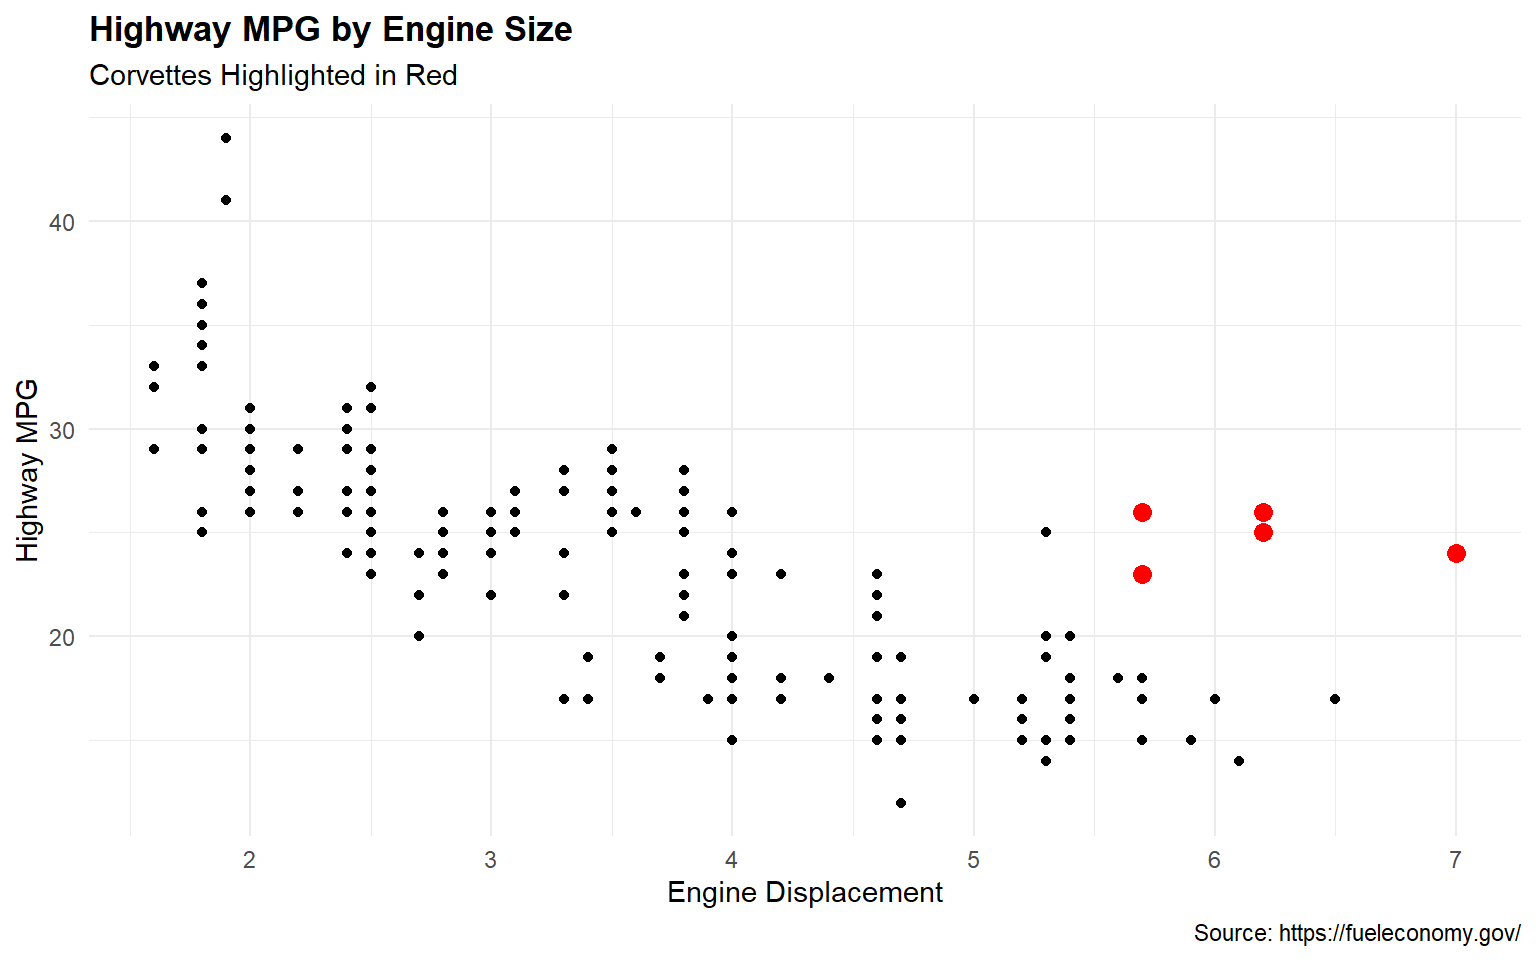 Highway MPG by Engine Size
Corvettes Highlighted in Red
Highway MPG
40
30
20
2 3 4 5 6 7
Engine Displacement
Source: https://fueleconomy.gov/